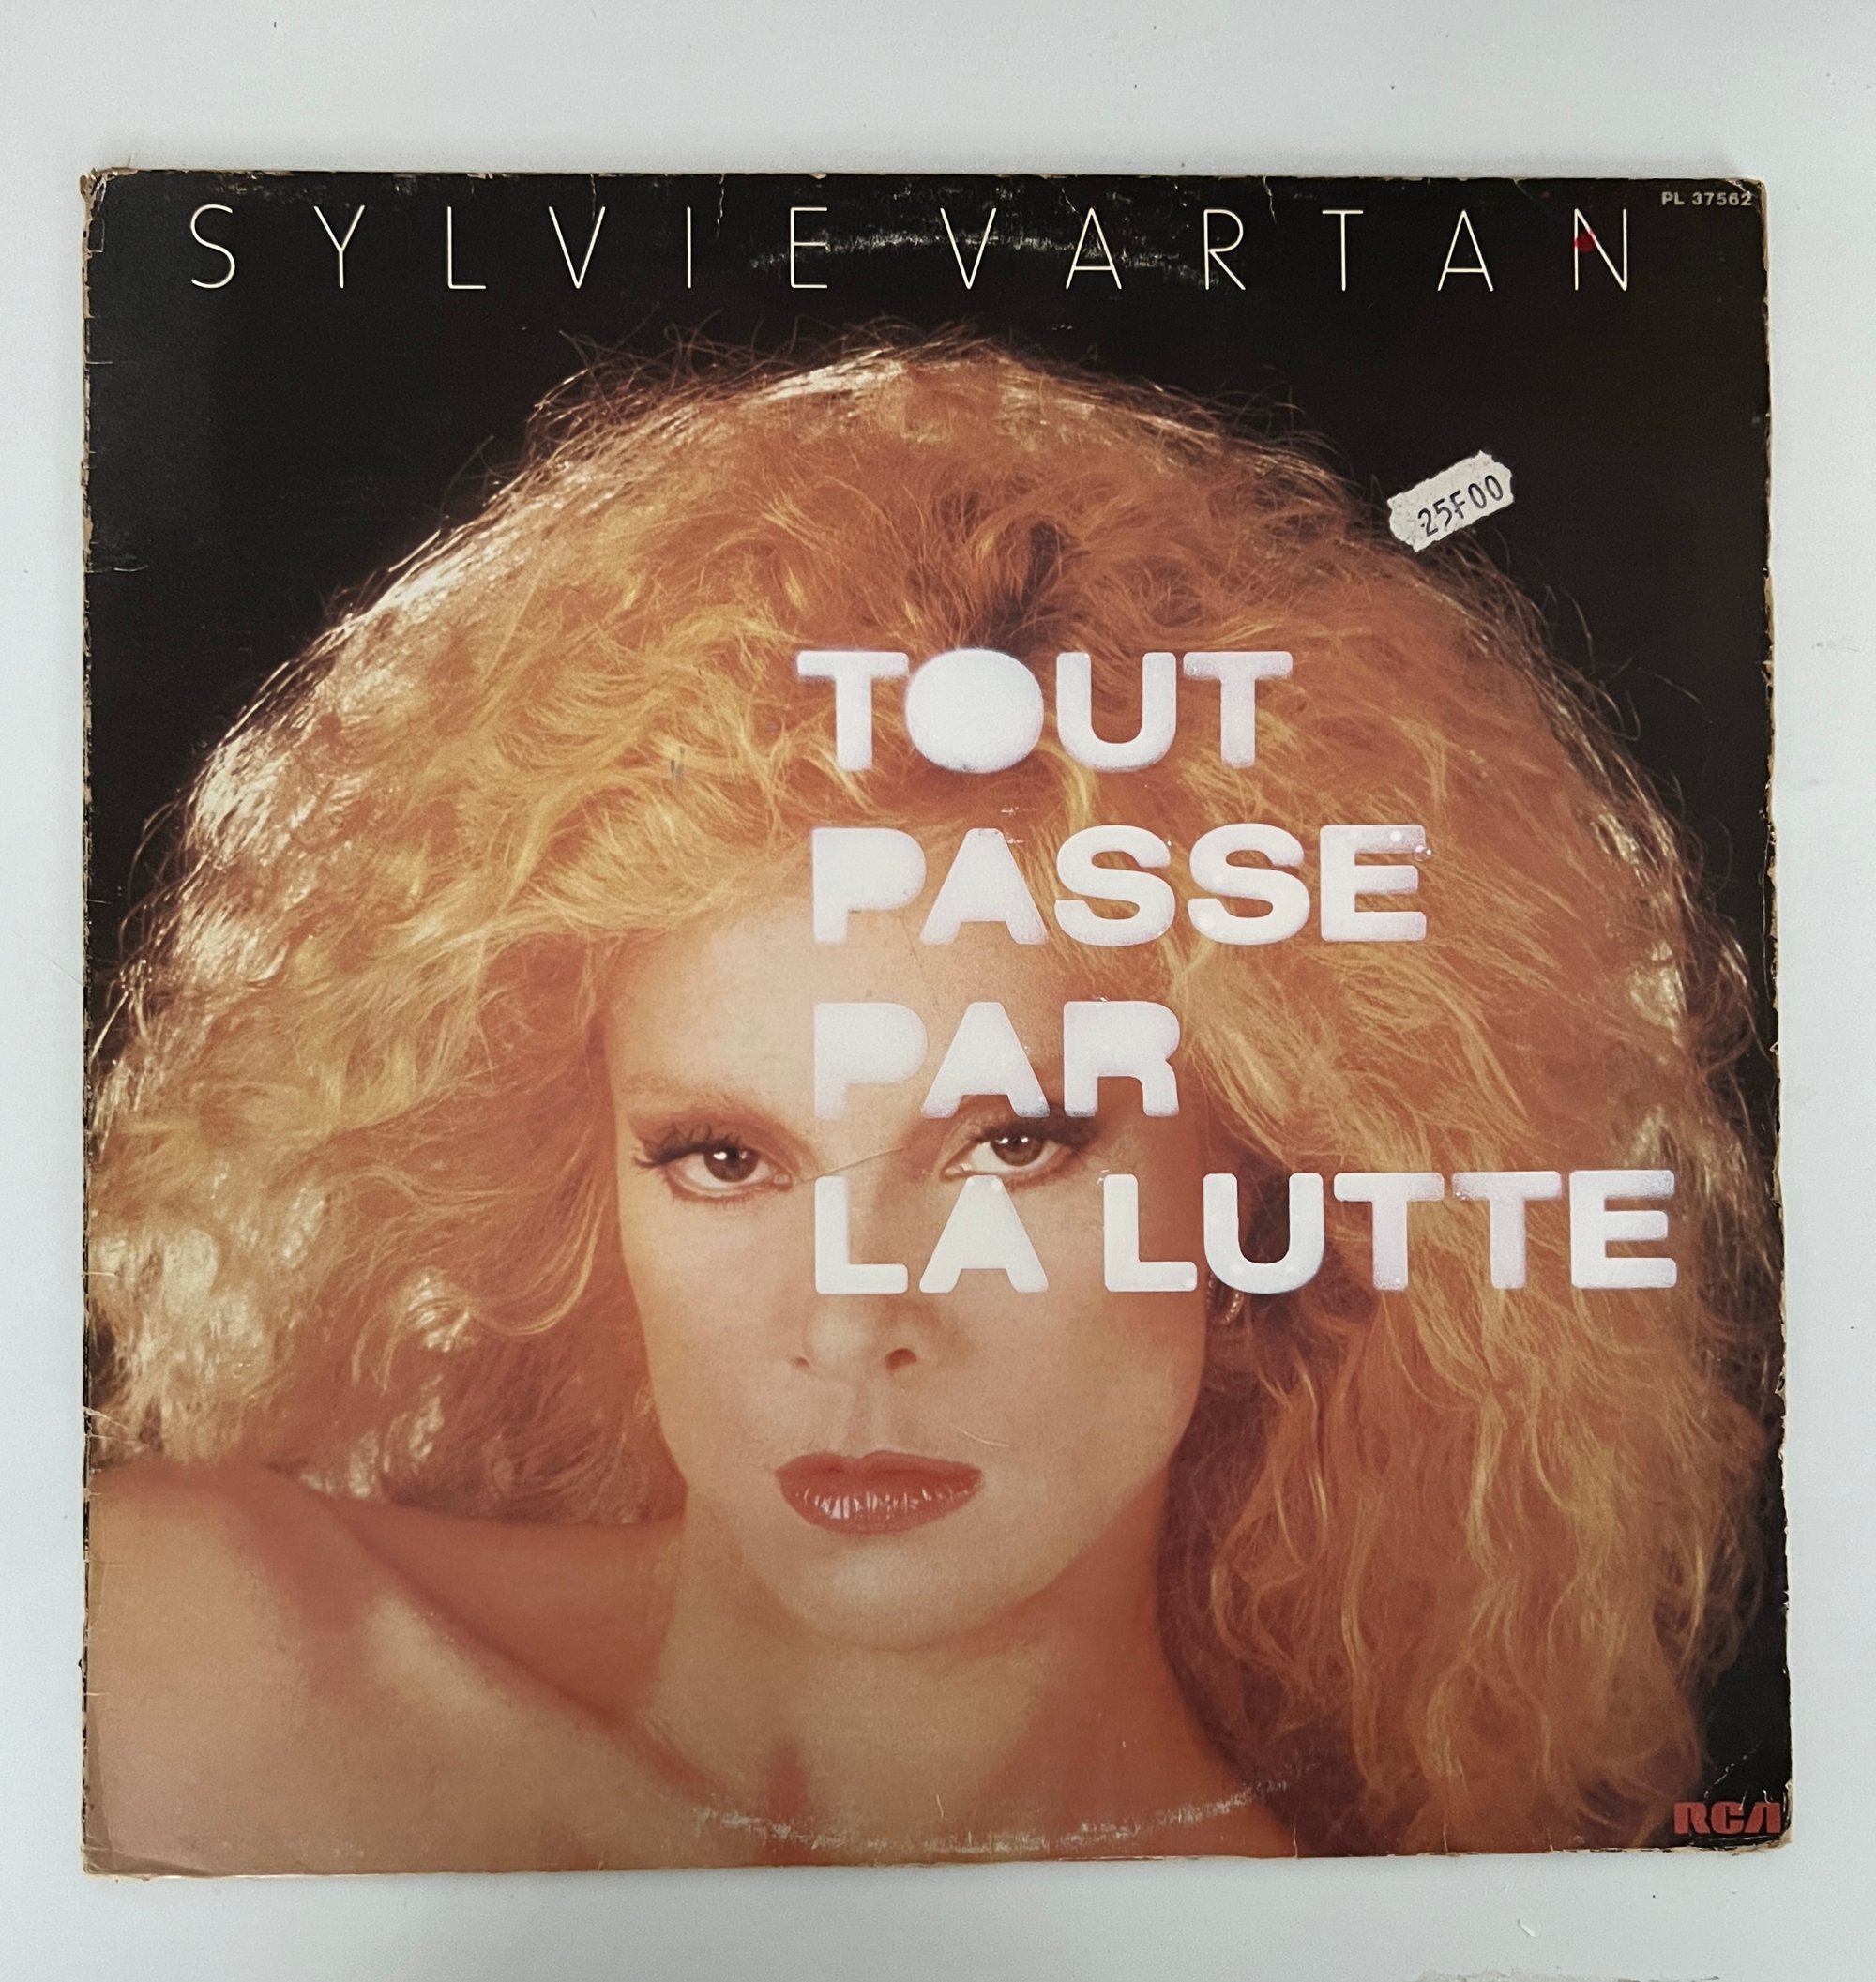 SYLVIE VARTAN
PL 37562
25F00
TOUT
PASSE
PAR
LA LUTTE
RCA